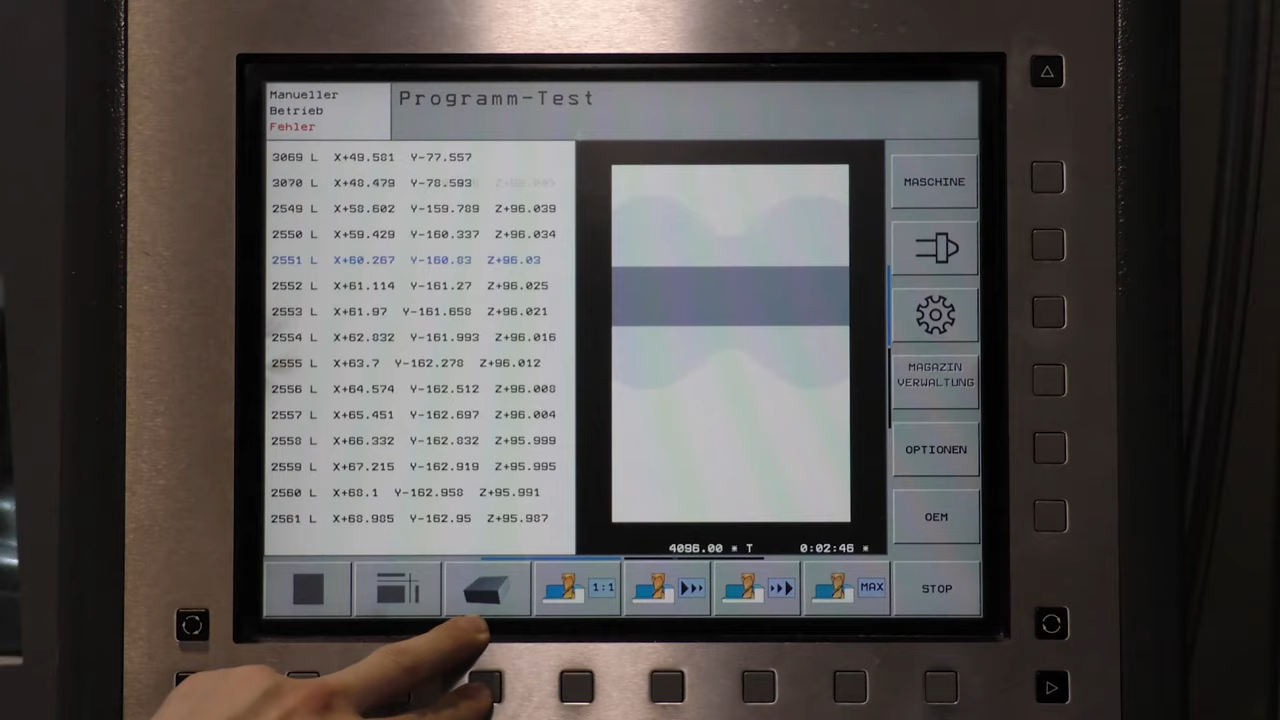 Manueller
Betrieb
Fehler
Programm-Test
3069 L X+49.581 Y-77.557
3070 L X+48.479 Y-78.593
2549 L X+58.602 Y-159.789 Z+96.039
2550 L X+59.429 Y-160.337 Z+96.034
2551 L X+60.267 Y-160.83 Z+96.03
2552 L X+61.114 Y-161.27 Z+96.025
2553 L X+61.97 Y-161.658 Z+96.021
2554 L X+62.832 Y-161.993 Z+96.016
2555 L X+63.7 Y-162.278 Z+96.012
2556 L X+64.574 Y-162.512 Z+96.008
2557 L X+65.451 Y-162.697 Z+96.004
2558 L X+66.332 Y-162.832 Z+95.999
2559 L X+67.215 Y-162.919 Z+95.995
2560 L X+68.1 Y-162.958 Z+95.991
2561 L X+68.985 Y-162.95 Z+95.987
4096.00 * T 0:02:46 *
MASCHINE
MAGAZIN
VERWALTUNG
OPTIONEN
OEM
1:1
MAX
STOP